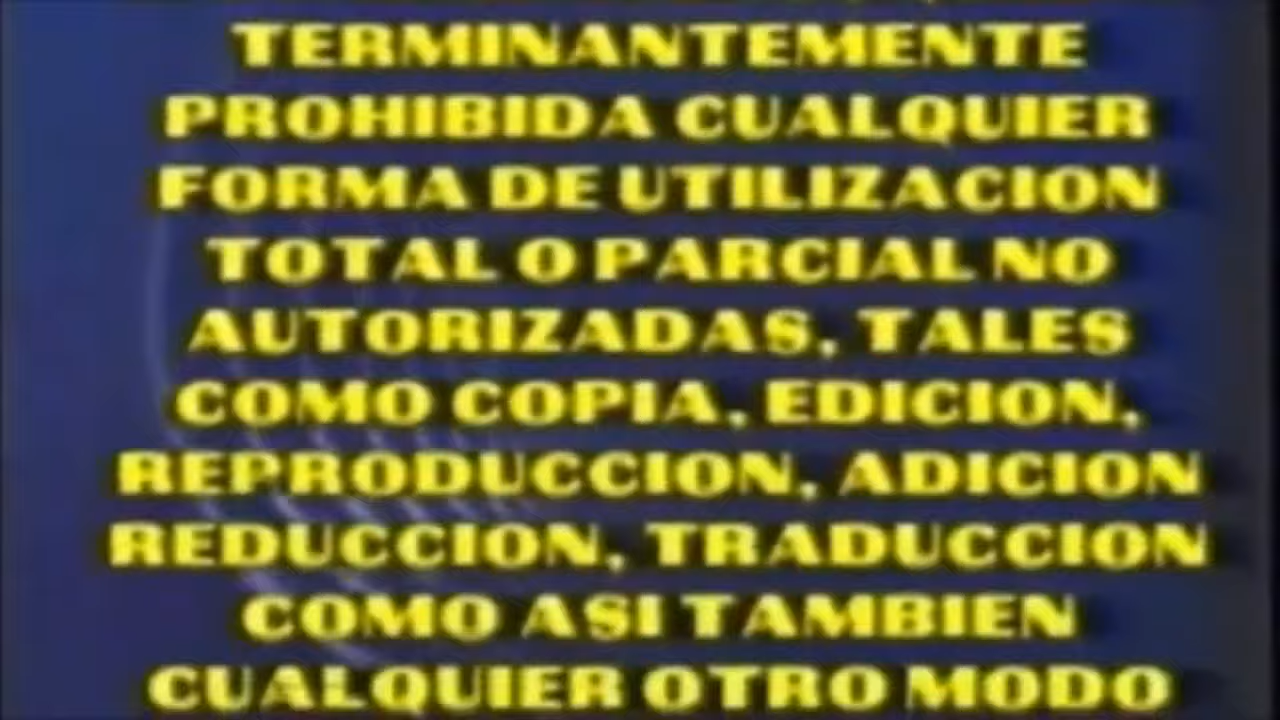 TERMINANTEMENTE
PROHIBIDA CUALQUIER
FORMA DE UTILIZACION
TOTAL O PARCIAL NO
AUTORIZADAS, TALES
COMO COPIA, EDICION,
REPRODUCCION, ADICION
REDUCCION, TRADUCCION
COMO ASI TAMBIEN
CUALQUIER OTRO MODO